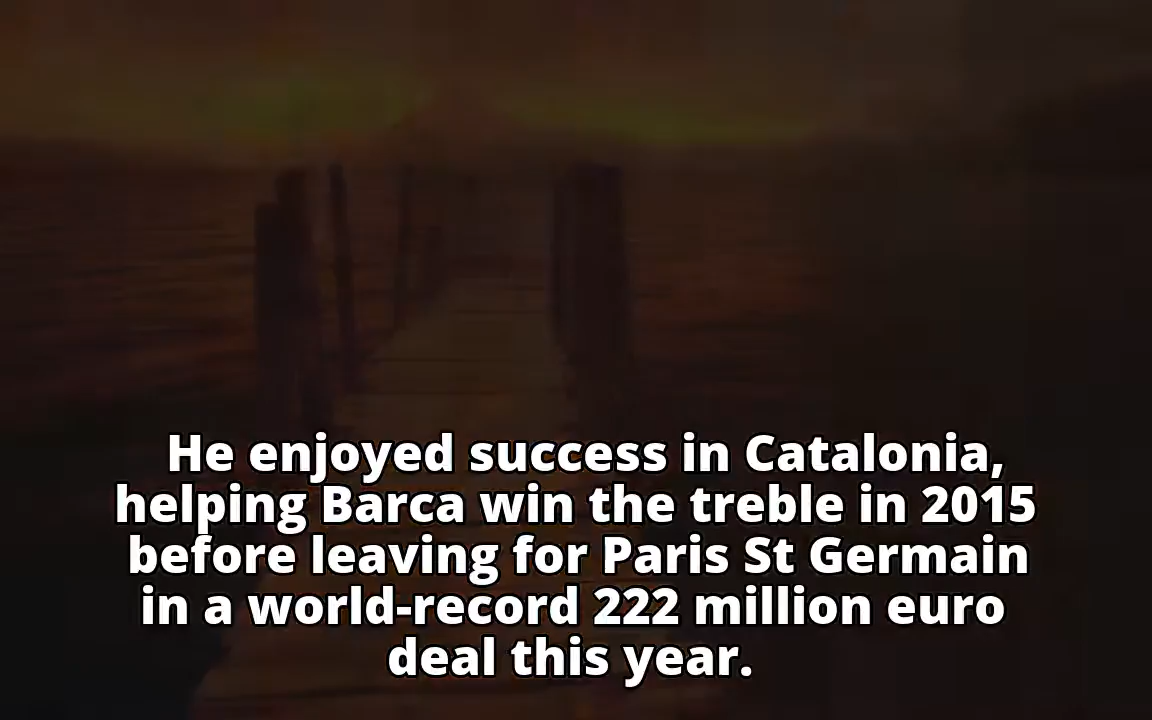 He enjoyed success in Catalonia,
helping Barca win the treble in 2015
before leaving for Paris St Germain
in a world-record 222 million euro
deal this year.